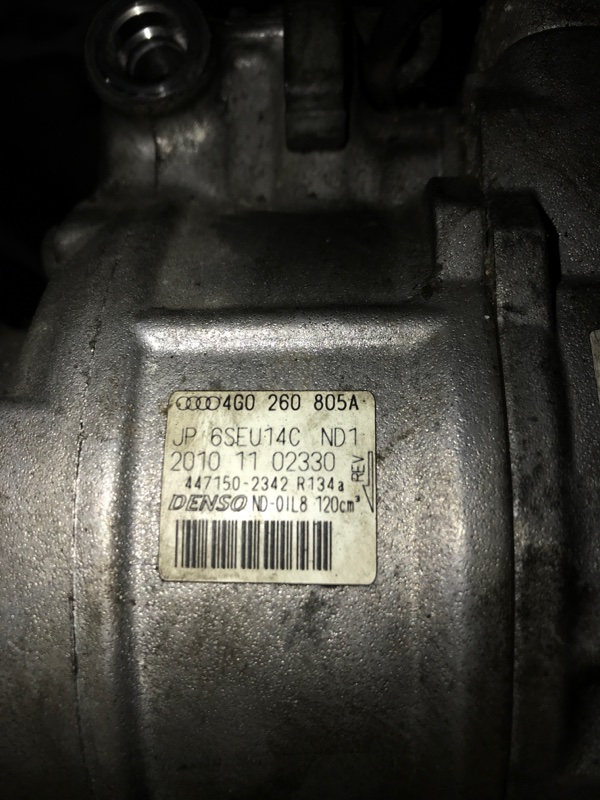 4G0 260 805A
JP 6SEU14C ND1
2010 11 02330
REV
447150-2342 R134a
DENSO ND-OIL8 120cm³